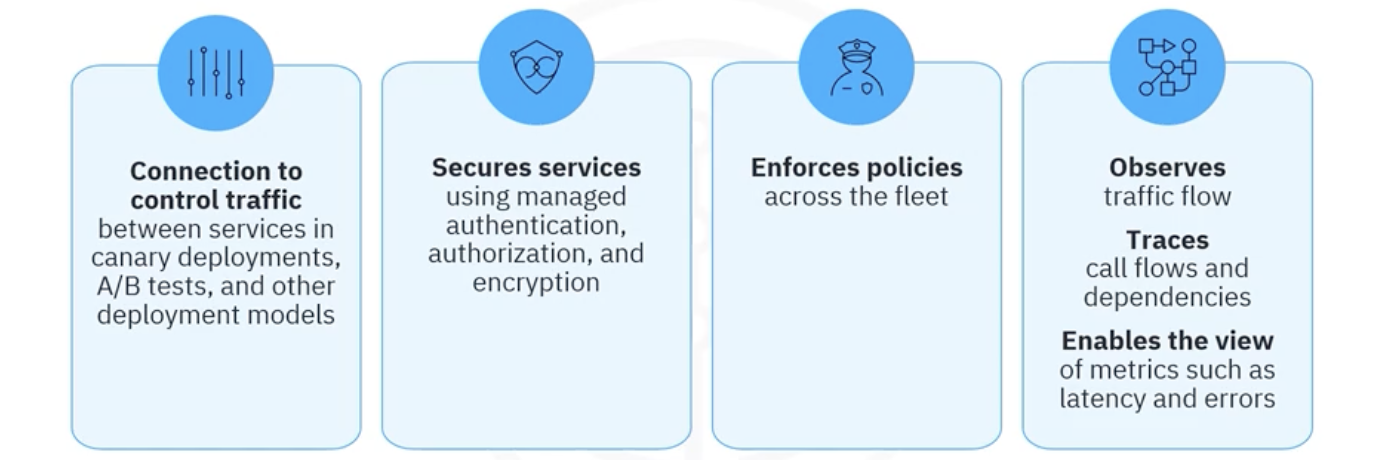 Connection to
control traffic
between services in
canary deployments,
A/B tests, and other
deployment models
Secures services
using managed
authentication,
authorization, and
encryption
Enforces policies
across the fleet
Observes
traffic flow
Traces
call flows and
dependencies
Enables the view
of metrics such as
latency and errors